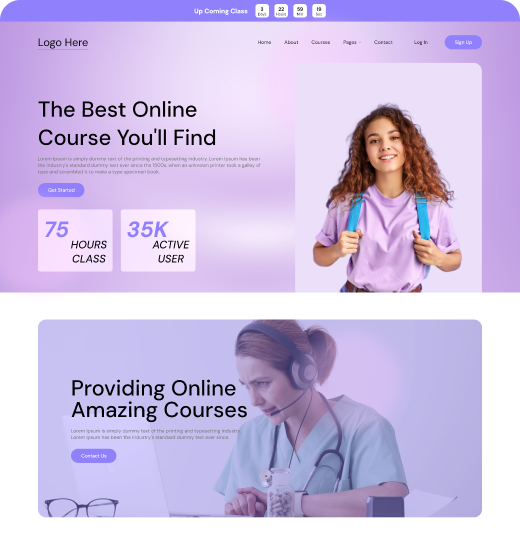 Up Coming Class
3 22 59 19
Days Hours Min Sec
Logo Here
Home About Courses Pages Contact Log In Sign Up
The Best Online
Course You'll Find
Lorem Ipsum is simply dummy text of the printing and typesetting industry. Lorem Ipsum has been
the industry's standard dummy text ever since the 1500s, when an unknown printer took a galley of
type and scrambled it to make a type specimen book.
Get Started
75
HOURS
CLASS
35K
ACTIVE
USER
Providing Online
Amazing Courses
Lorem Ipsum is simply dummy text of the printing and typesetting industry.
Lorem Ipsum has been the industry's standard dummy text ever since.
Contact Us